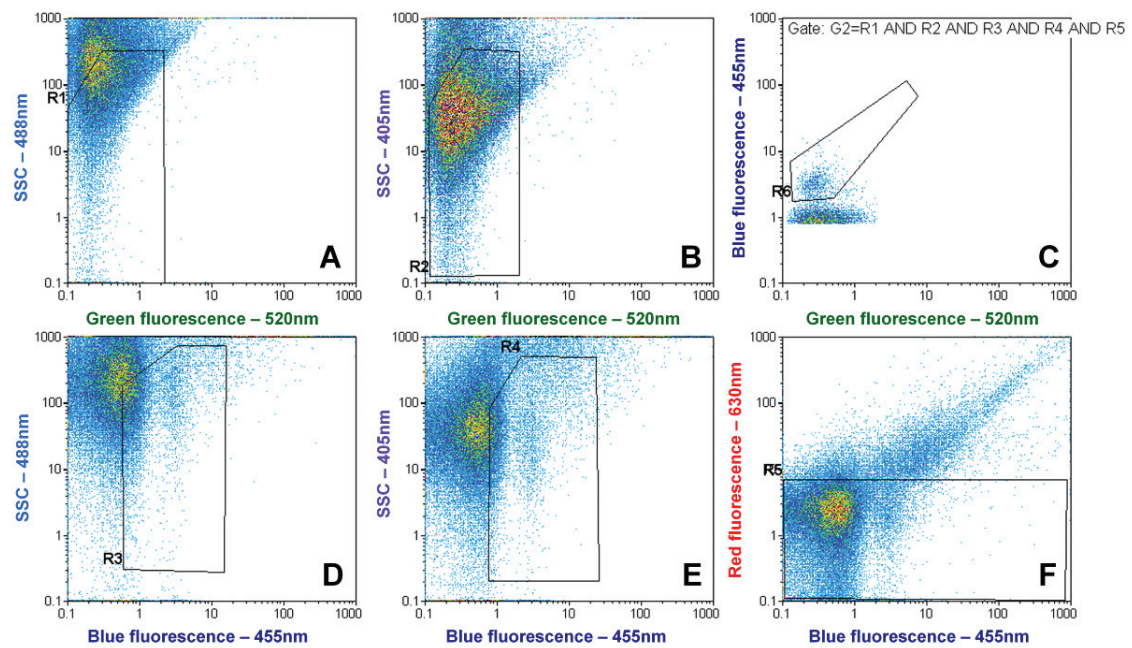 1000
100
10
1
0.1
SSC – 488nm
R1
A
0.1 1 10 100 1000
Green fluorescence – 520nm
1000
100
10
1
0.1
SSC – 405nm
R2
B
0.1 1 10 100 1000
Green fluorescence – 520nm
Gate: G2=R1 AND R2 AND R3 AND R4 AND R5
1000
100
10
1
0.1
Blue fluorescence – 455nm
R6
C
0.1 1 10 100 1000
Green fluorescence – 520nm
1000
100
10
1
0.1
SSC – 488nm
R3
D
0.1 1 10 100 1000
Blue fluorescence – 455nm
1000
100
10
1
0.1
SSC – 405nm
R4
E
0.1 1 10 100 1000
Blue fluorescence – 455nm
1000
100
10
1
0.1
Red fluorescence – 630nm
R5
F
0.1 1 10 100 1000
Blue fluorescence – 455nm